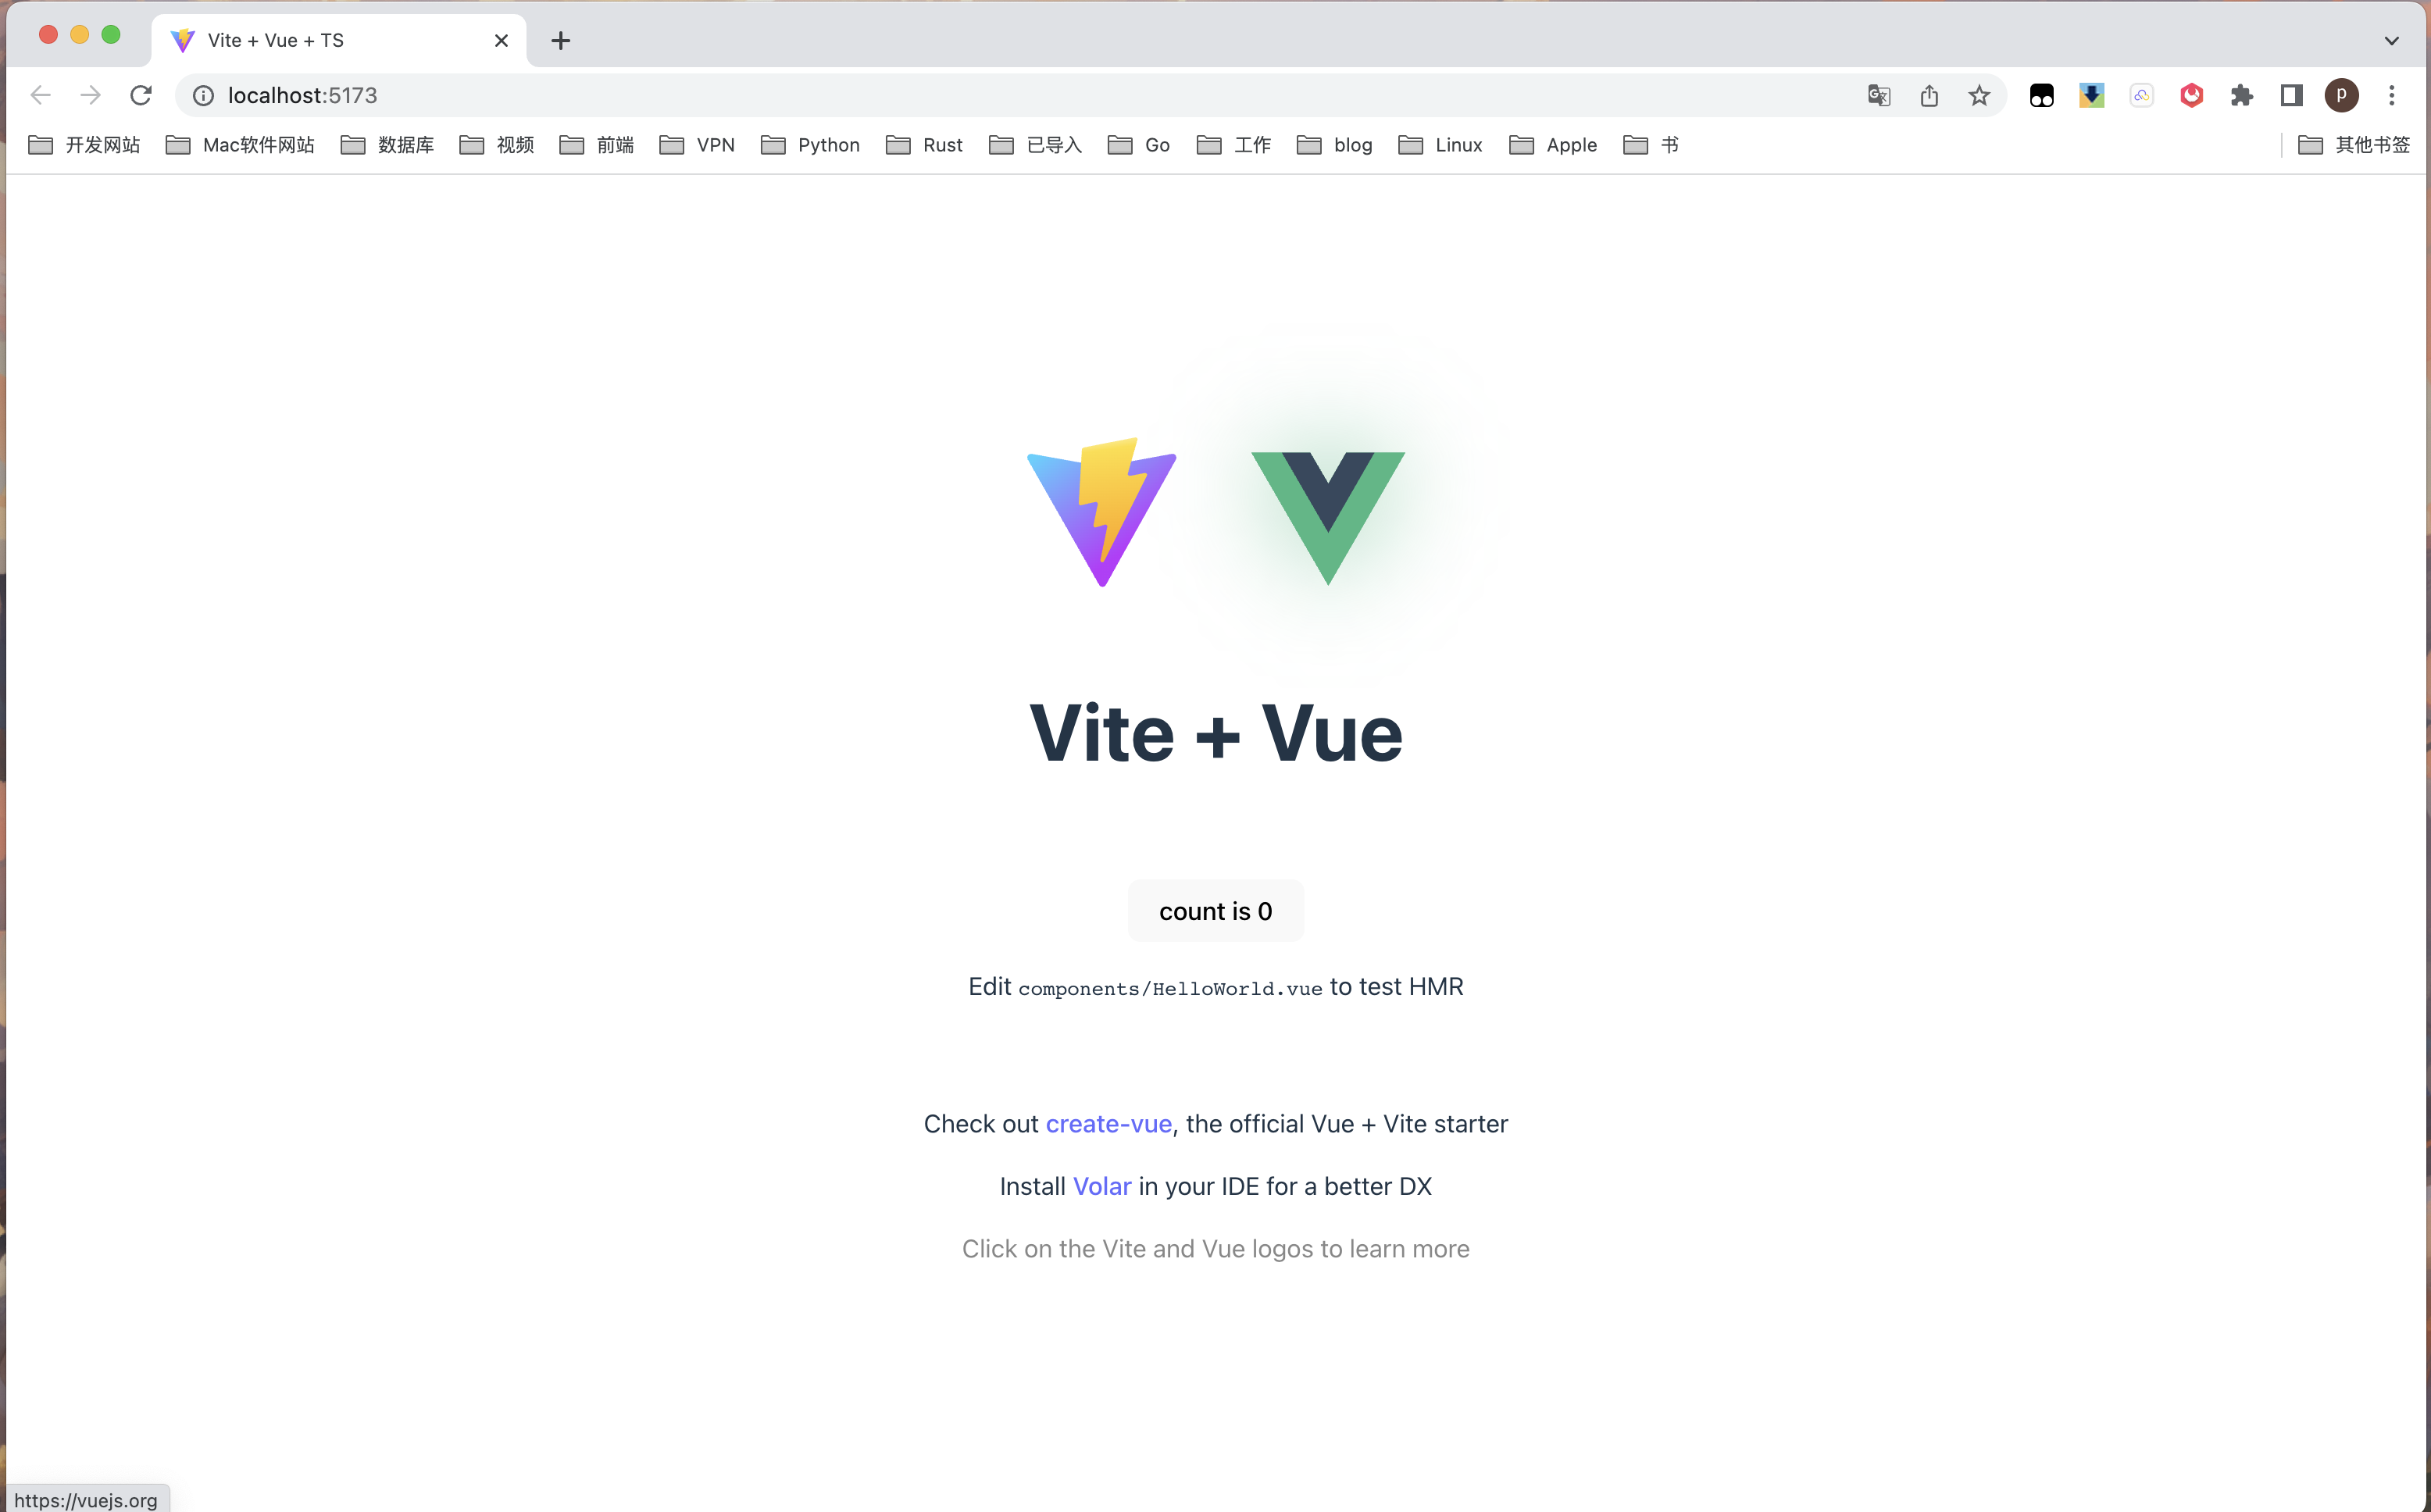 Vite + Vue + TS
localhost:5173
开发网站 Mac软件网站 数据库 视频 前端 VPN Python Rust 已导入 Go 工作 blog Linux Apple 书 其他书签
Vite + Vue
count is 0
Edit components/HelloWorld.vue to test HMR
Check out create-vue, the official Vue + Vite starter
Install Volar in your IDE for a better DX
Click on the Vite and Vue logos to learn more
https://vuejs.org